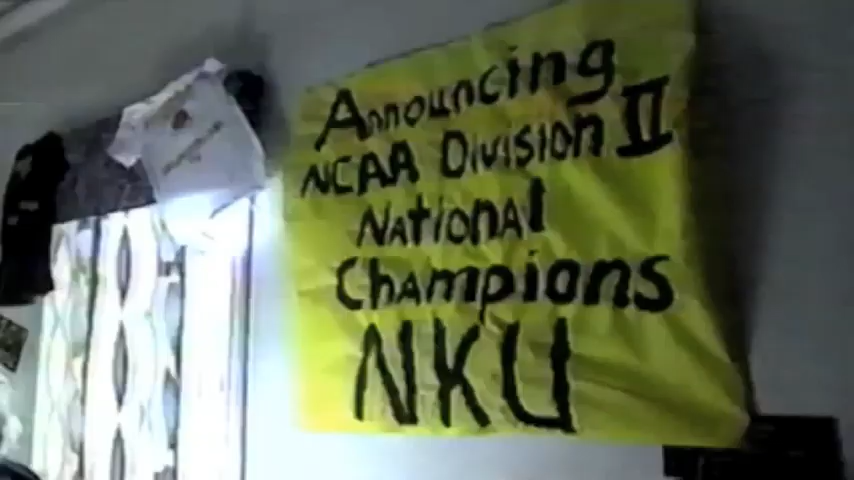 Announcing
NCAA Division II
National
Champions
NKU